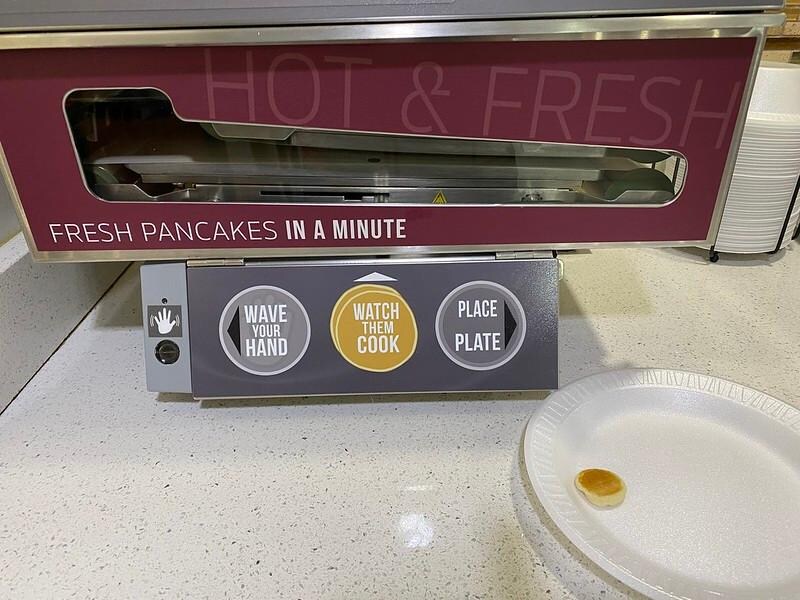 HOT & FRESH
FRESH PANCAKES IN A MINUTE
WAVE
YOUR
HAND
WATCH
THEM
COOK
PLACE
PLATE